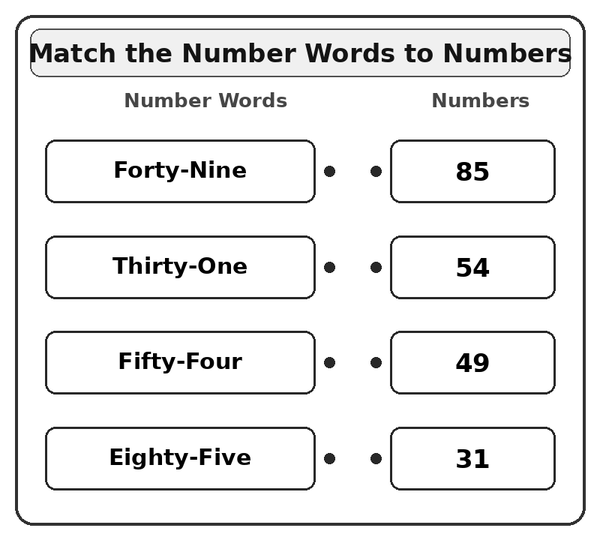 Match the Number Words to Numbers
Number Words Numbers
Forty-Nine 85
Thirty-One 54
Fifty-Four 49
Eighty-Five 31